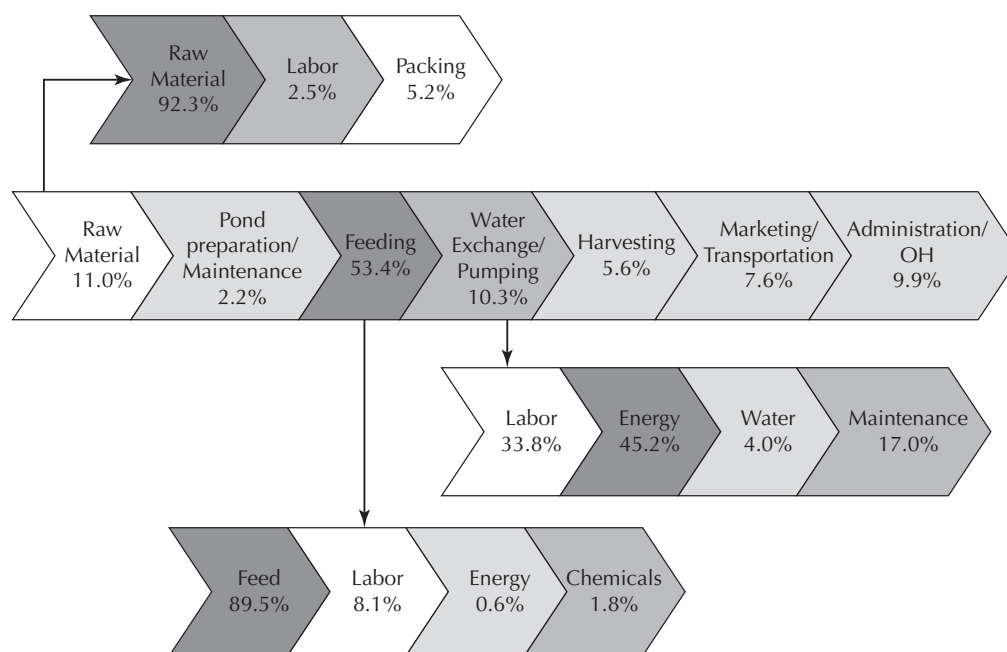 Raw
Material
92.3%
Labor
2.5%
Packing
5.2%
Raw
Material
11.0%
Pond
preparation/
Maintenance
2.2%
Feeding
53.4%
Water
Exchange/
Pumping
10.3%
Harvesting
5.6%
Marketing/
Transportation
7.6%
Administration/
OH
9.9%
Labor
33.8%
Energy
45.2%
Water
4.0%
Maintenance
17.0%
Feed
89.5%
Labor
8.1%
Energy
0.6%
Chemicals
1.8%